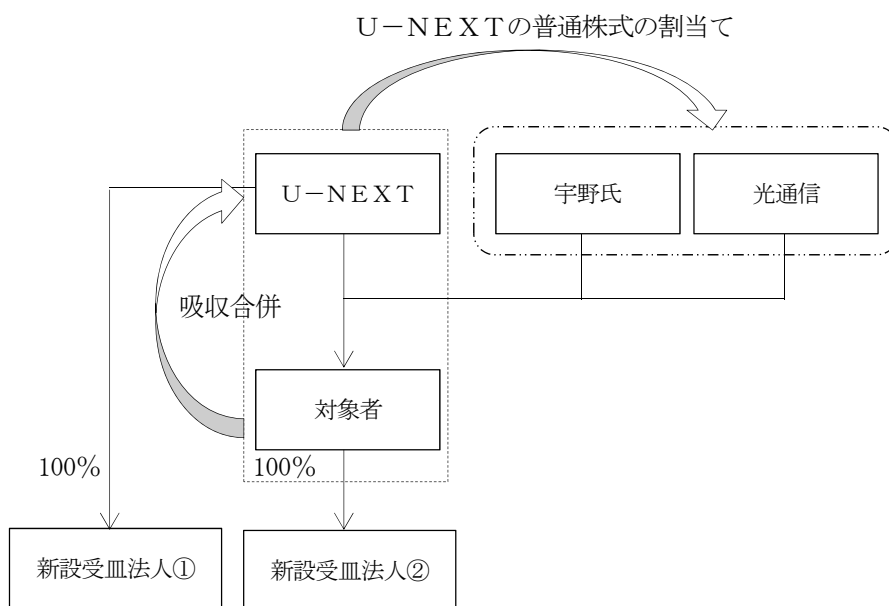 U－NEXTの普通株式の割当て
U－NEXT
宇野氏
光通信
吸収合併
対象者
100%
100%
新設受皿法人①
新設受皿法人②